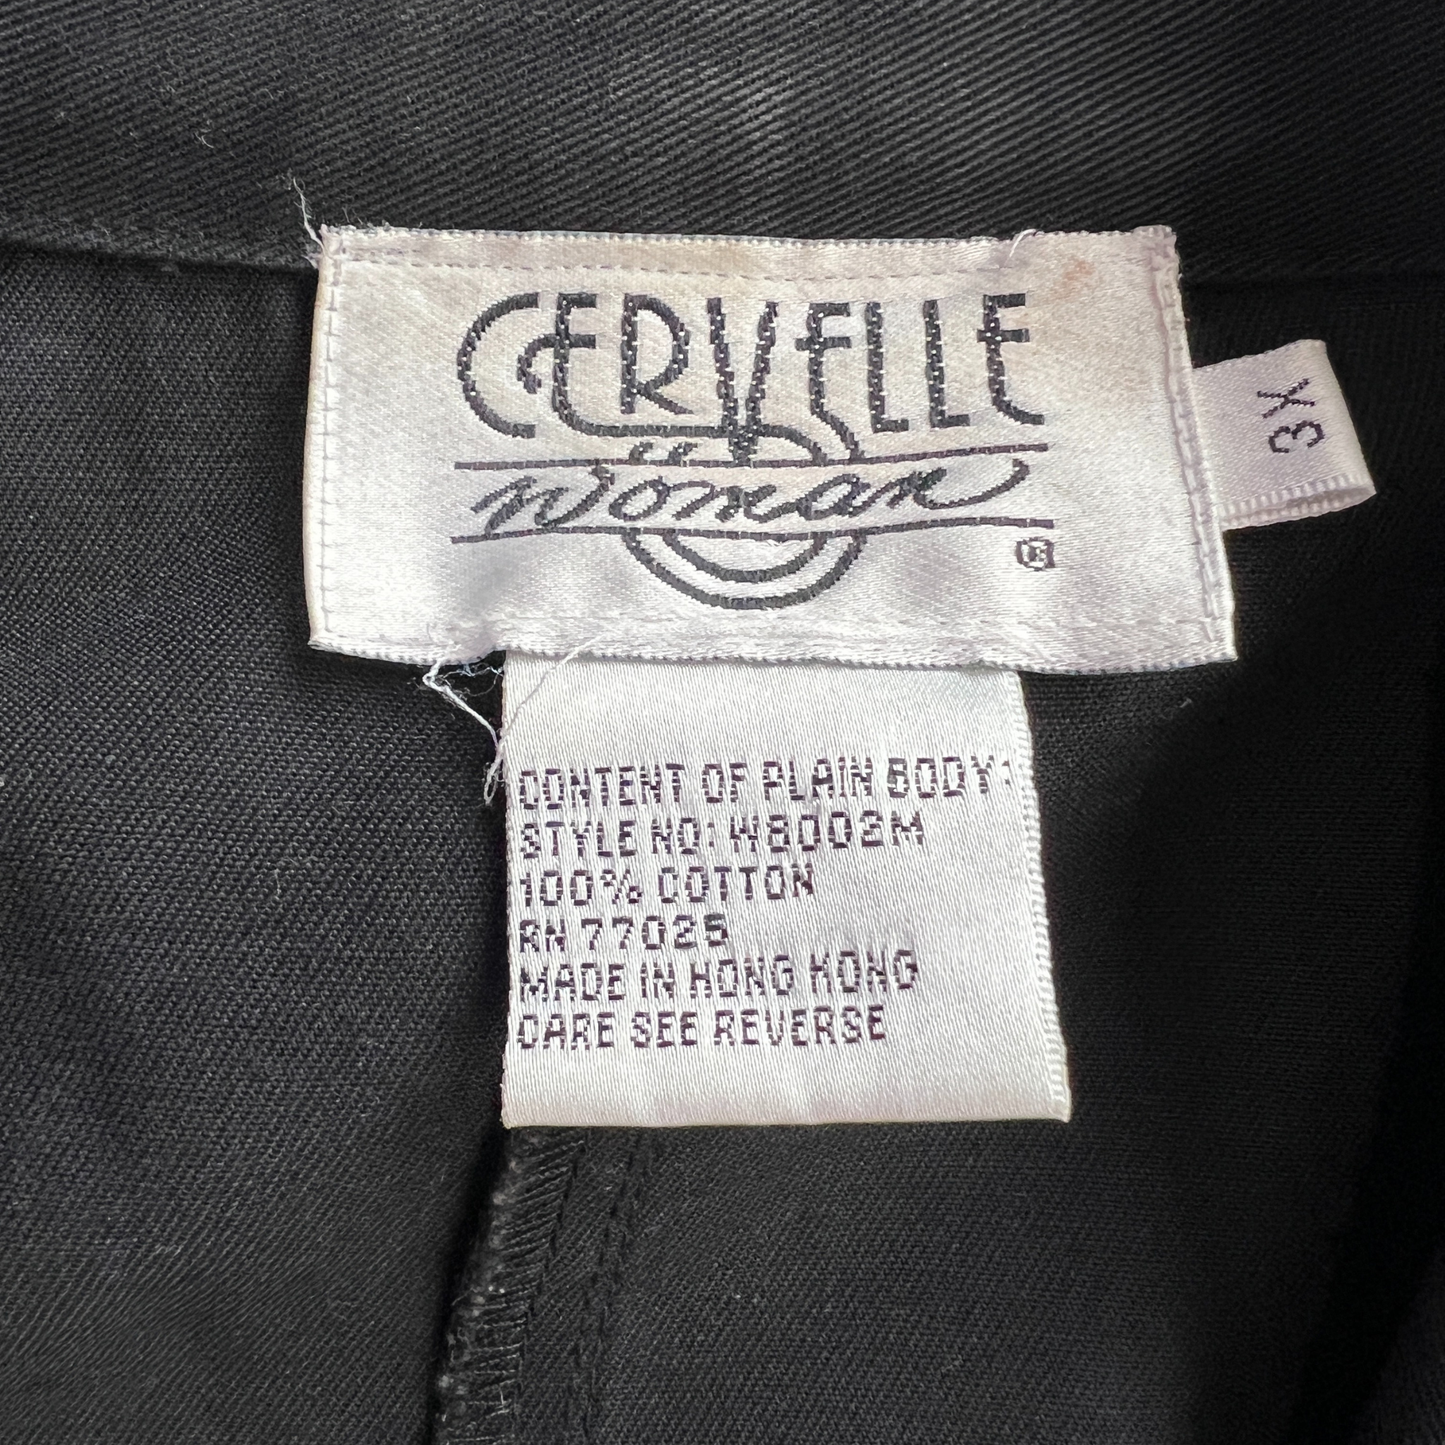 CERVELLE
Woman
®
3X
CONTENT OF PLAIN BODY:
STYLE NO: W8002M
100% COTTON
RN 77025
MADE IN HONG KONG
CARE SEE REVERSE